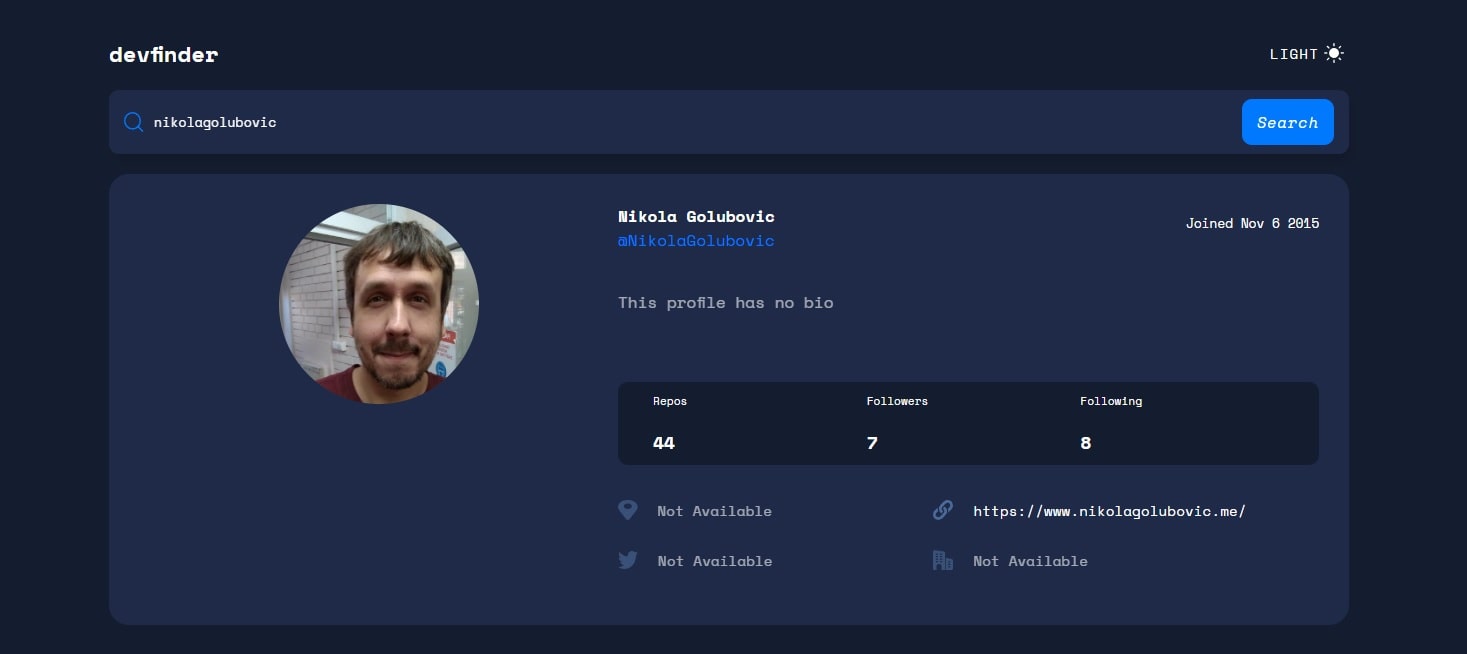 devfinder
LIGHT
nikolagolubovic
Search
Nikola Golubovic
Joined Nov 6 2015
@NikolaGolubovic
This profile has no bio
Repos
Followers
Following
44
7
8
Not Available
https://www.nikolagolubovic.me/
Not Available
Not Available